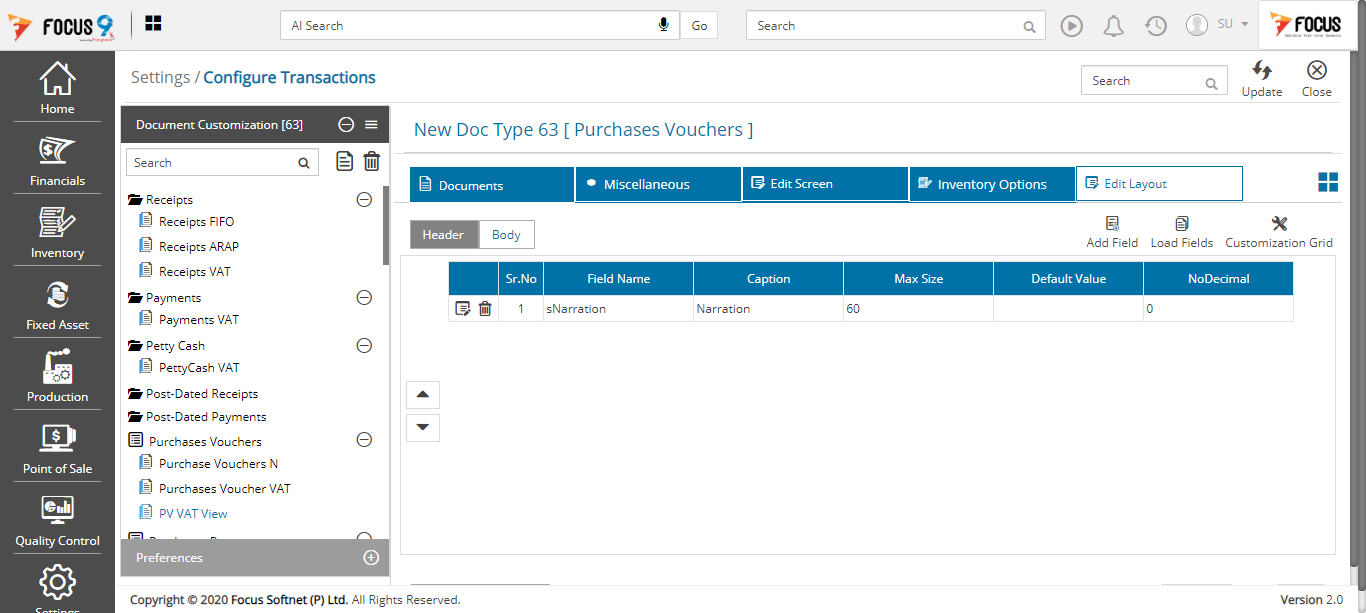 FOCUS 9
AI Search
Go
Search
SU
FOCUS
Home
Financials
Inventory
Fixed Asset
Production
Point of Sale
Quality Control
Settings
Settings / Configure Transactions
Search
Update
Close
Document Customization [63]
Search
Receipts
Receipts FIFO
Receipts ARAP
Receipts VAT
Payments
Payments VAT
Petty Cash
PettyCash VAT
Post-Dated Receipts
Post-Dated Payments
Purchases Vouchers
Purchase Vouchers N
Purchases Voucher VAT
PV VAT View
Preferences
New Doc Type 63 [ Purchases Vouchers ]
Documents
Miscellaneous
Edit Screen
Inventory Options
Edit Layout
Header
Body
Add Field
Load Fields
Customization Grid
Sr.No Field Name Caption Max Size Default Value NoDecimal
1 sNarration Narration 60 0
Copyright © 2020 Focus Softnet (P) Ltd. All Rights Reserved.
Version 2.0